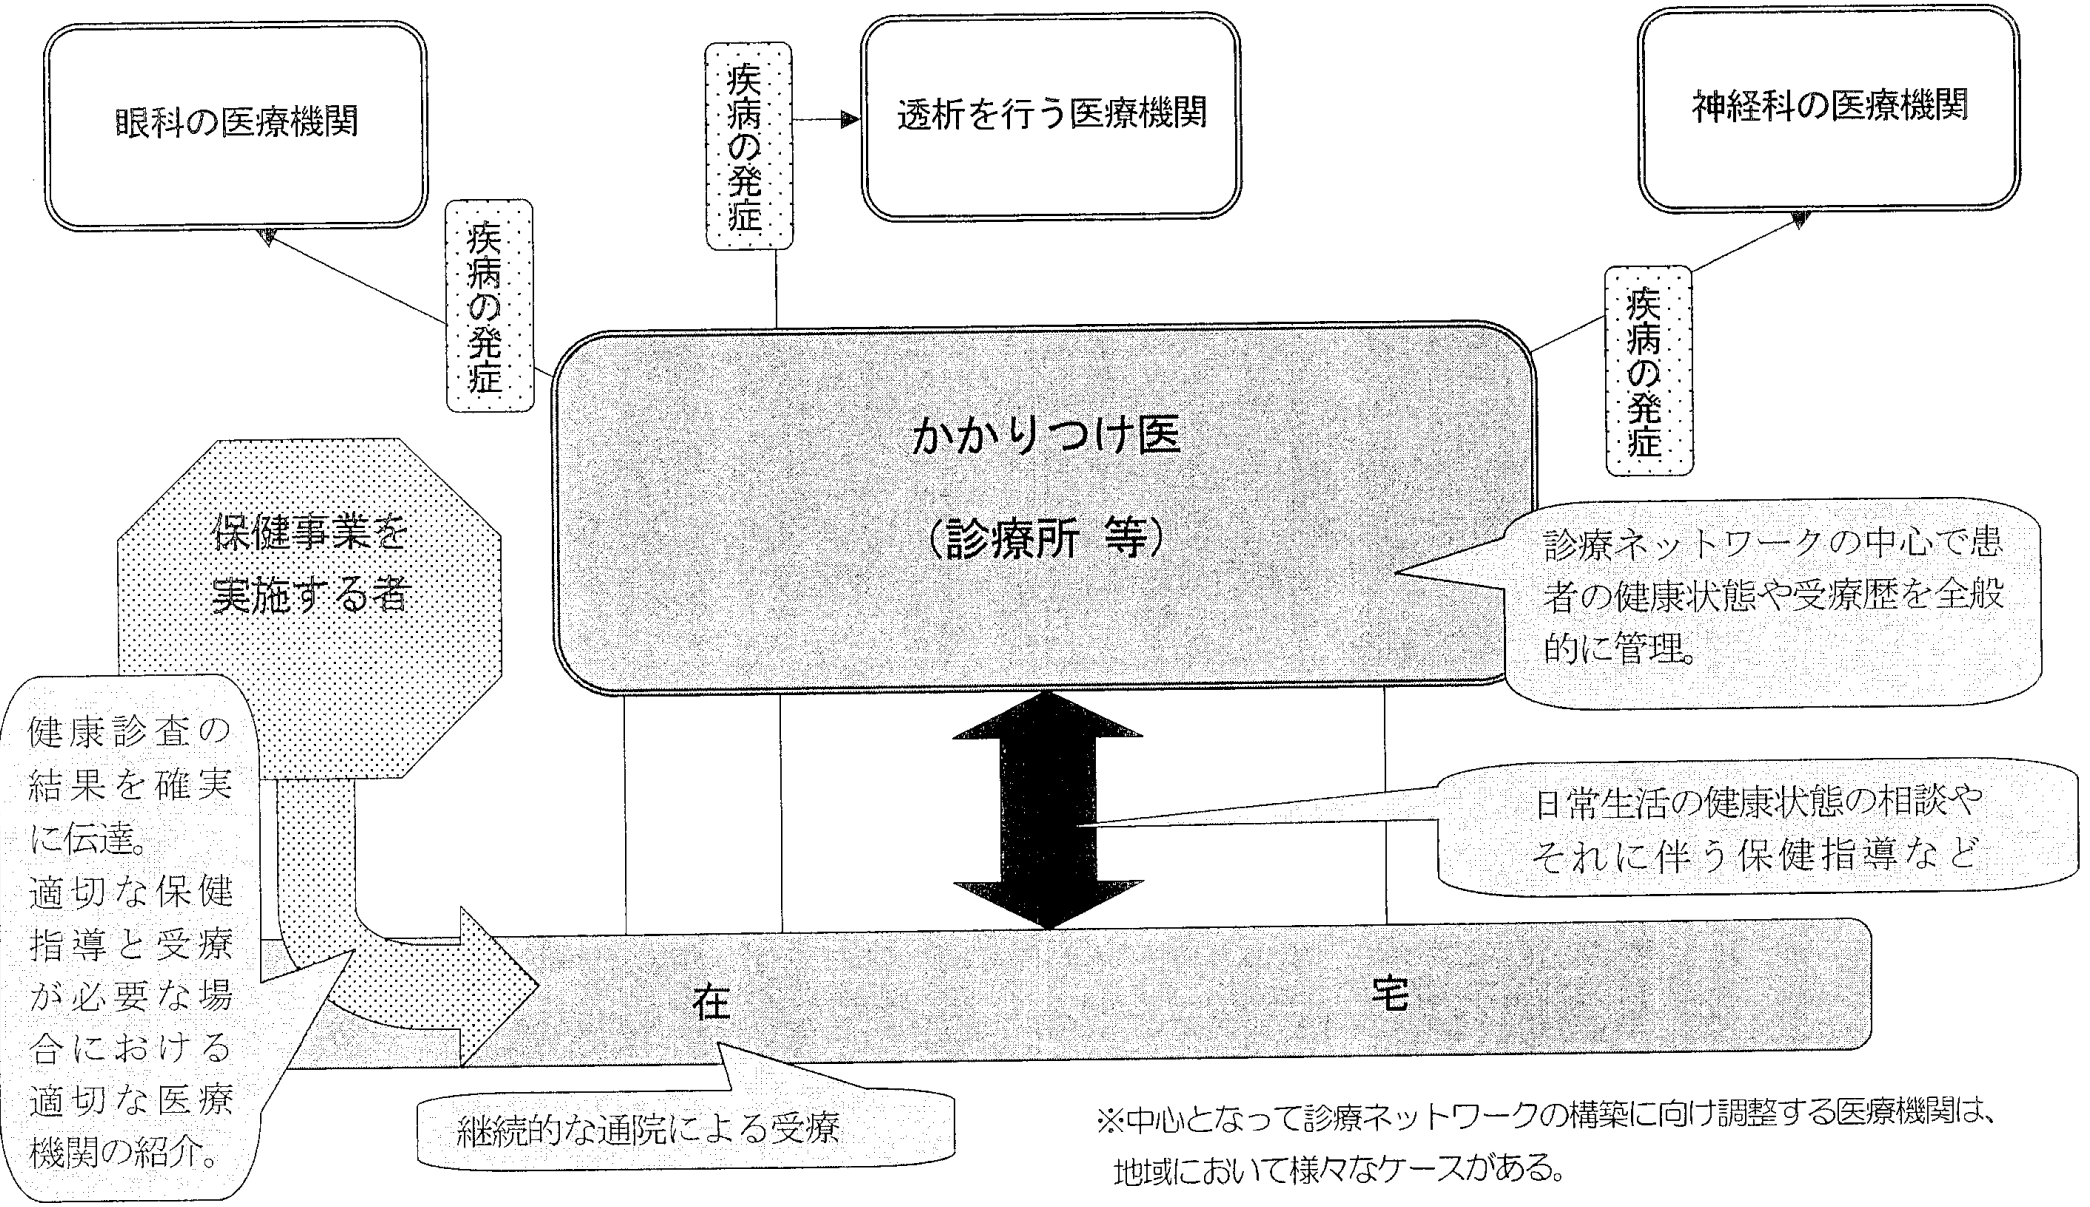 眼科の医療機関
疾病の発症
透析を行う医療機関
神経科の医療機関
疾病の発症
疾病の発症
かかりつけ医
（診療所 等）
保健事業を
実施する者
診療ネットワークの中心で患
者の健康状態や受療歴を全般
的に管理。
健康診査の
結果を確実
に伝達。
適切な保健
指導と受療
が必要な場
合における
適切な医療
機関の紹介。
日常生活の健康状態の相談や
それに伴う保健指導など
在 宅
継続的な通院による受療
※中心となって診療ネットワークの構築に向け調整する医療機関は、
地域において様々なケースがある。